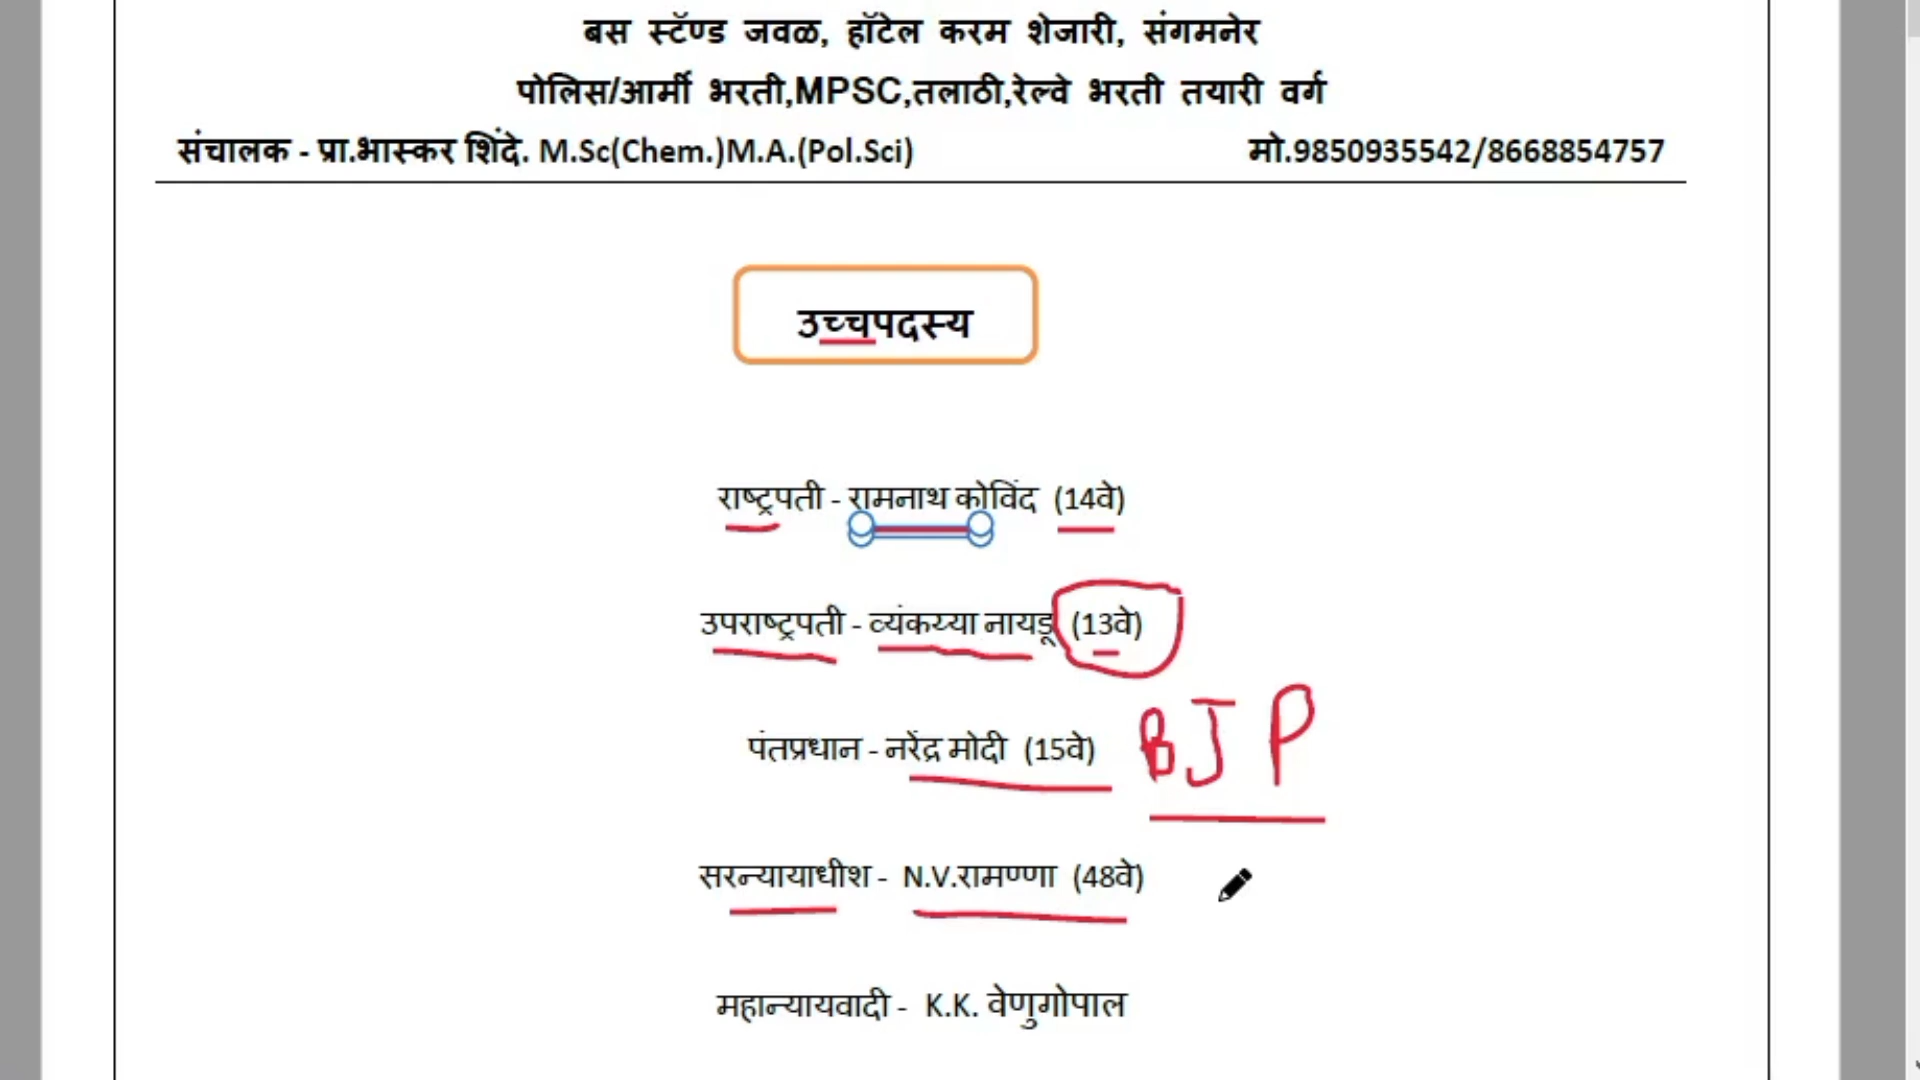 बस स्टॅण्ड जवळ, हॉटेल करम शेजारी, संगमनेर
पोलिस/आर्मी भरती,MPSC,तलाठी,रेल्वे भरती तयारी वर्ग
संचालक - प्रा.भास्कर शिंदे. M.Sc(Chem.)M.A.(Pol.Sci) मो.9850935542/8668854757
उच्चपदस्य
राष्ट्रपती - रामनाथ कोविंद (14वे)
उपराष्ट्रपती - व्यंकय्या नायडू (13वे)
पंतप्रधान - नरेंद्र मोदी (15वे) BJP
सरन्यायाधीश - N.V.रामण्णा (48वे)
महान्यायवादी - K.K. वेणुगोपाल